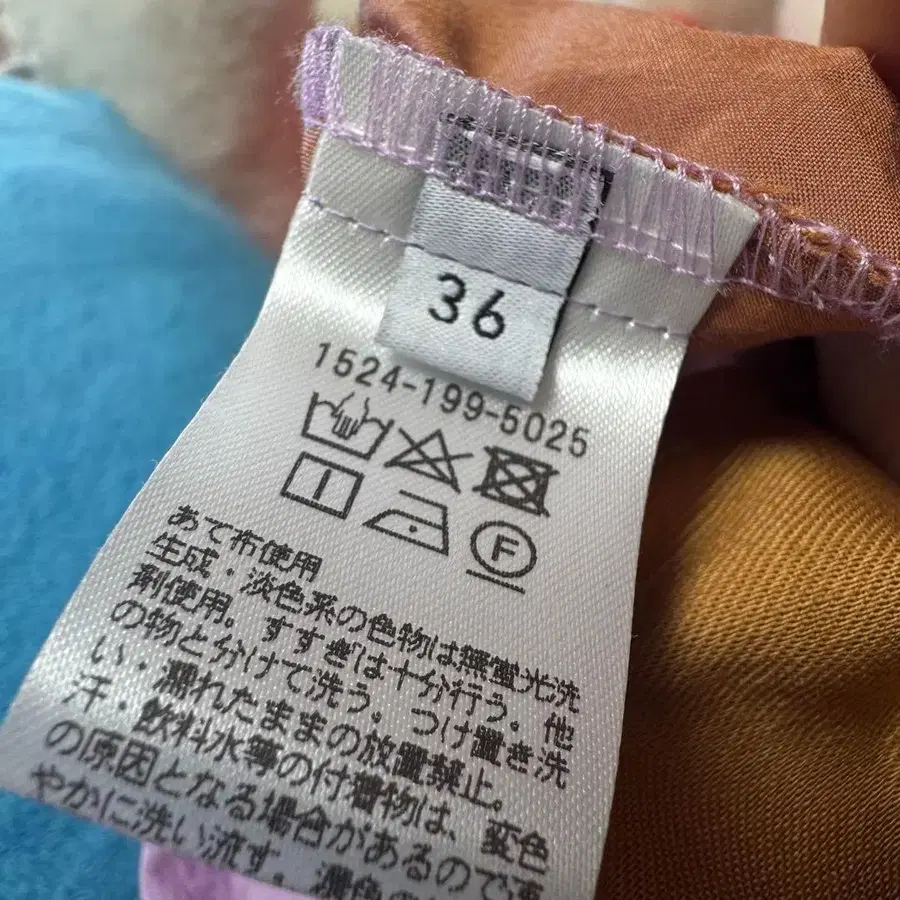 36
1524-199-5025
F
あて布使用
生成・淡色系の色物は無蛍光洗
剤使用。すすぎは十分行う。他
の物と分けて洗う。つけ置き洗
い・濡れたままの放置禁止。
汗・飲料水等の付着物は、変色
の原因となる場合があるので速
やかに洗い流す。濃色の